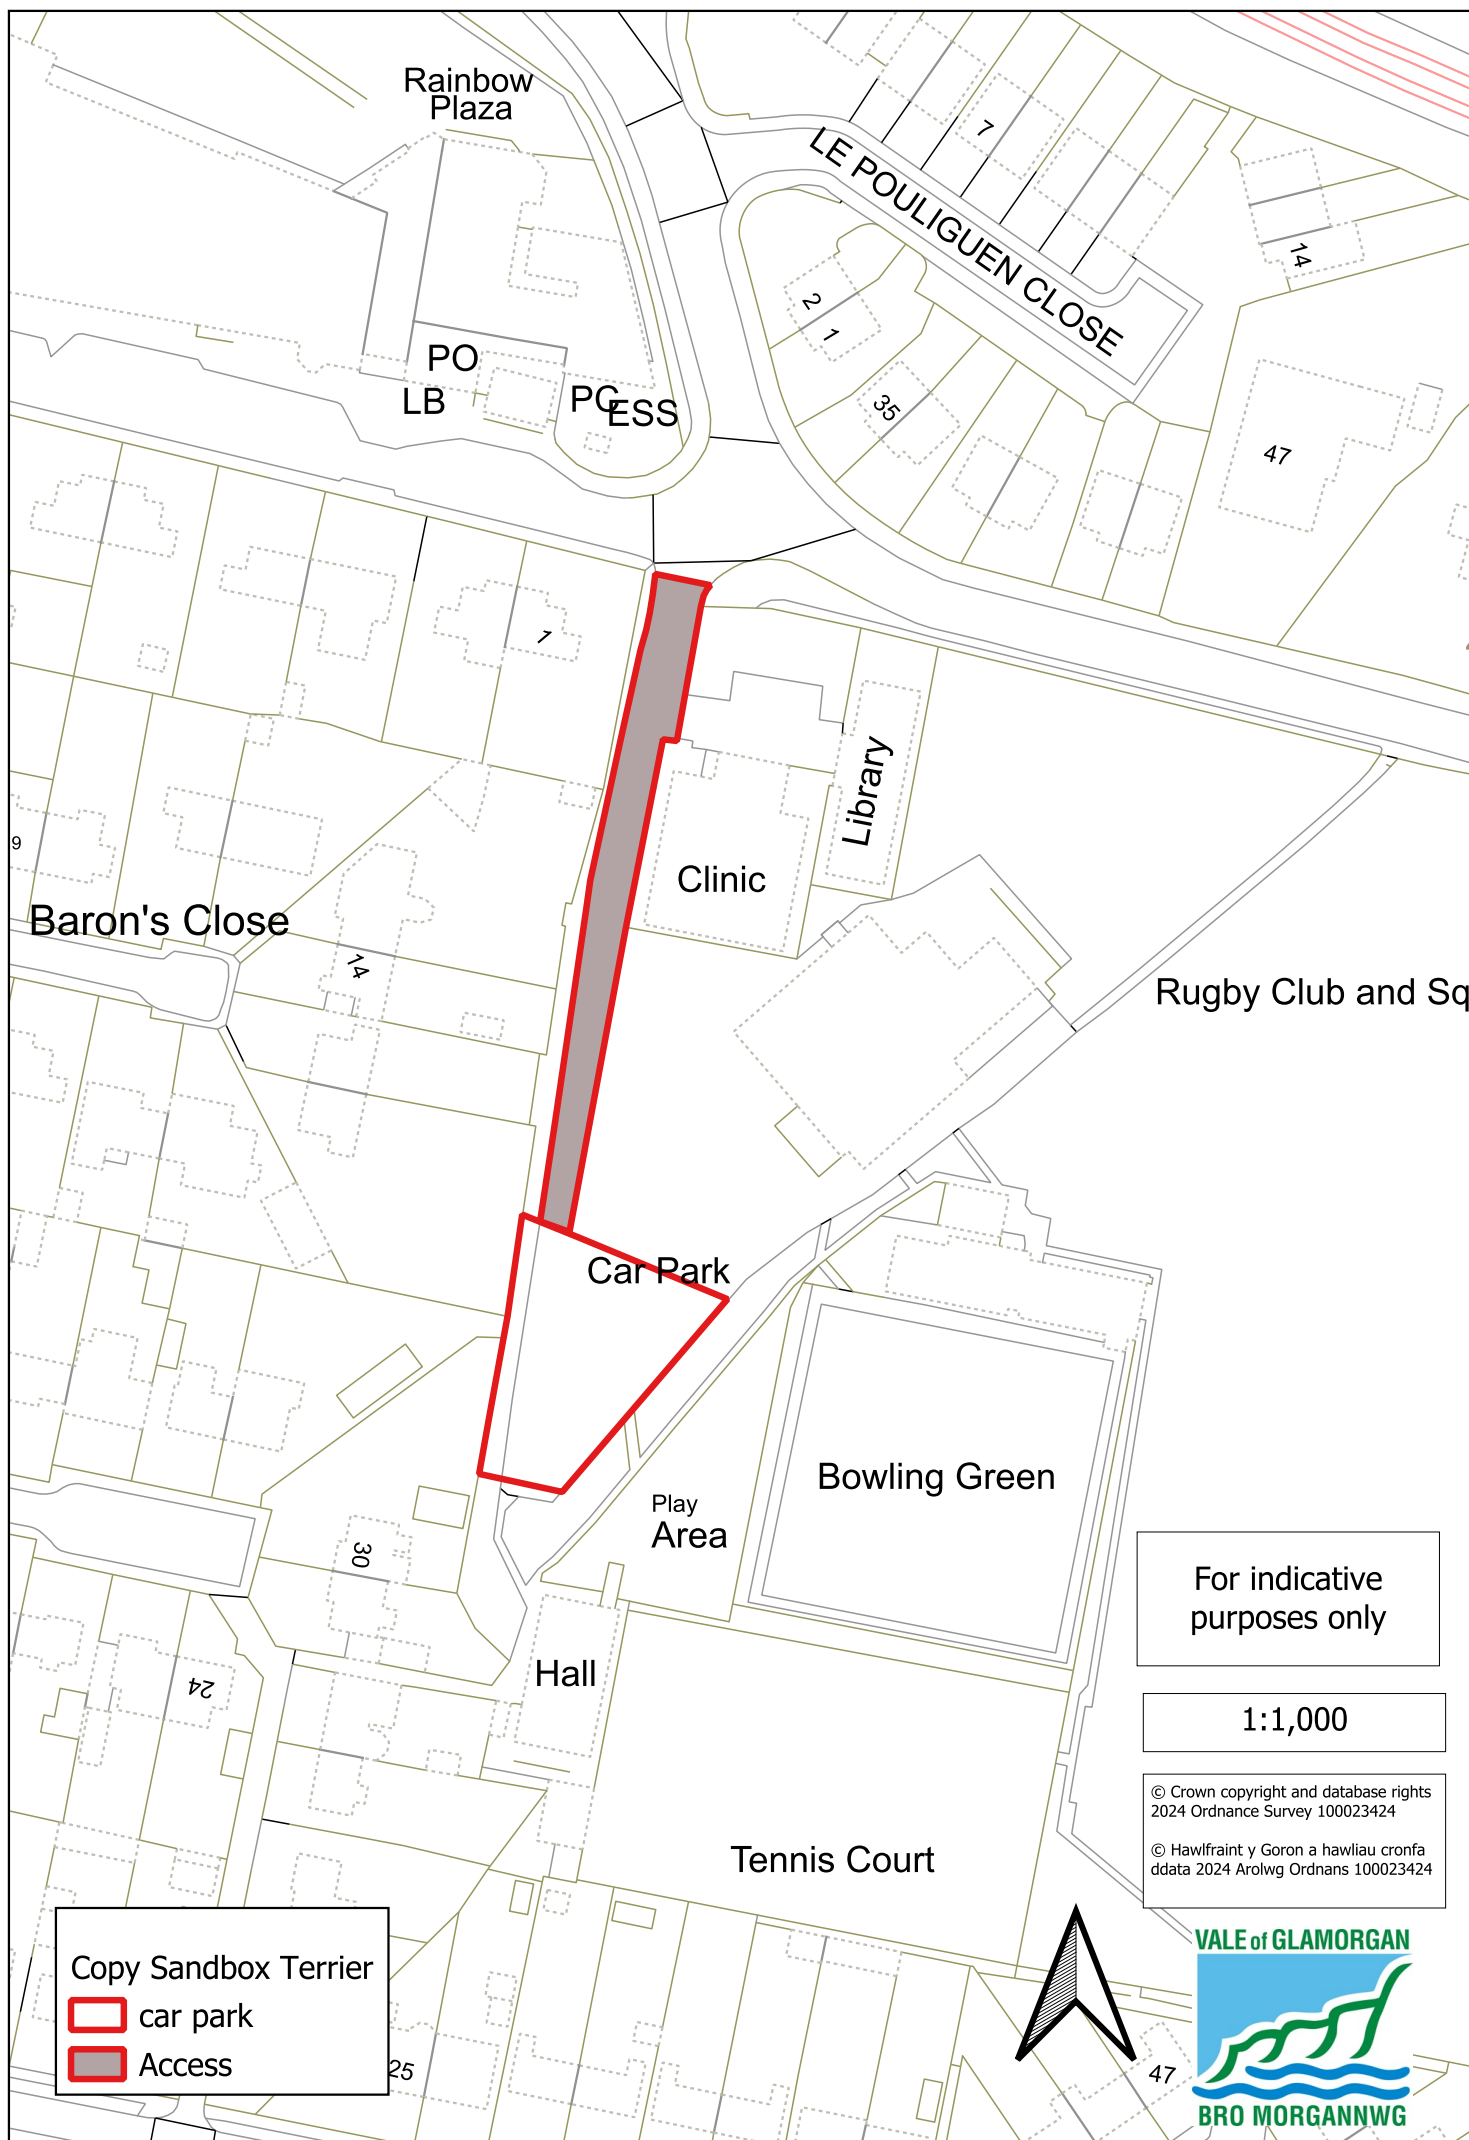 Rainbow
Plaza
LE POULIGUEN CLOSE
7
14
2
1
35
47
PO
LB
PC
ESS
1
Library
Clinic
9
Baron's Close
14
Rugby Club and Sq
Car Park
Bowling Green
Play
Area
30
Hall
24
Tennis Court
25
47
For indicative
purposes only
1:1,000
© Crown copyright and database rights
2024 Ordnance Survey 100023424
© Hawlfraint y Goron a hawliau cronfa
ddata 2024 Arolwg Ordnans 100023424
Copy Sandbox Terrier
car park
Access
VALE of GLAMORGAN
BRO MORGANNWG